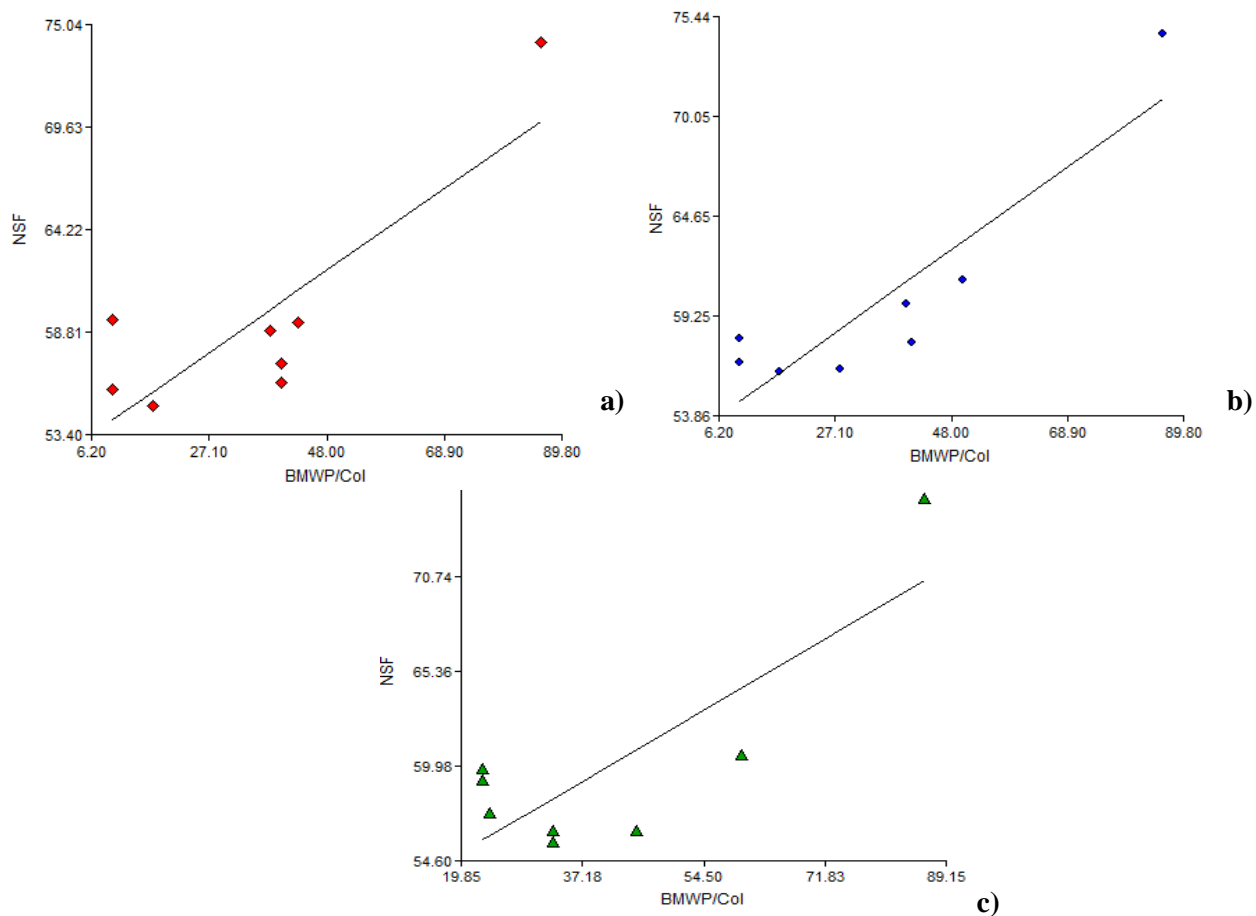 75.04
69.63
64.22
58.81
53.40
NSF
6.20 27.10 48.00 68.90 89.80
BMWP/Col
a)
75.44
70.05
64.65
59.25
53.86
NSF
6.20 27.10 48.00 68.90 89.80
BMWP/Col
b)
70.74
65.36
59.98
54.60
NSF
19.85 37.18 54.50 71.83 89.15
BMWP/Col
c)